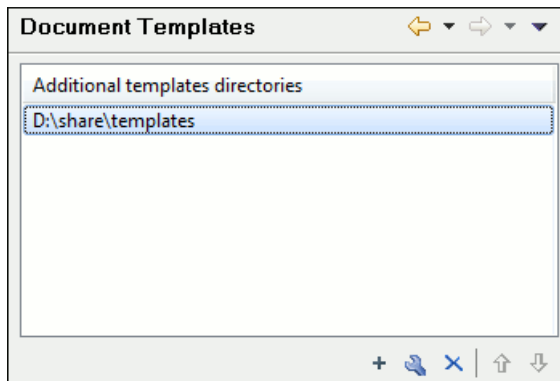 Document Templates
Additional templates directories
D:\share\templates